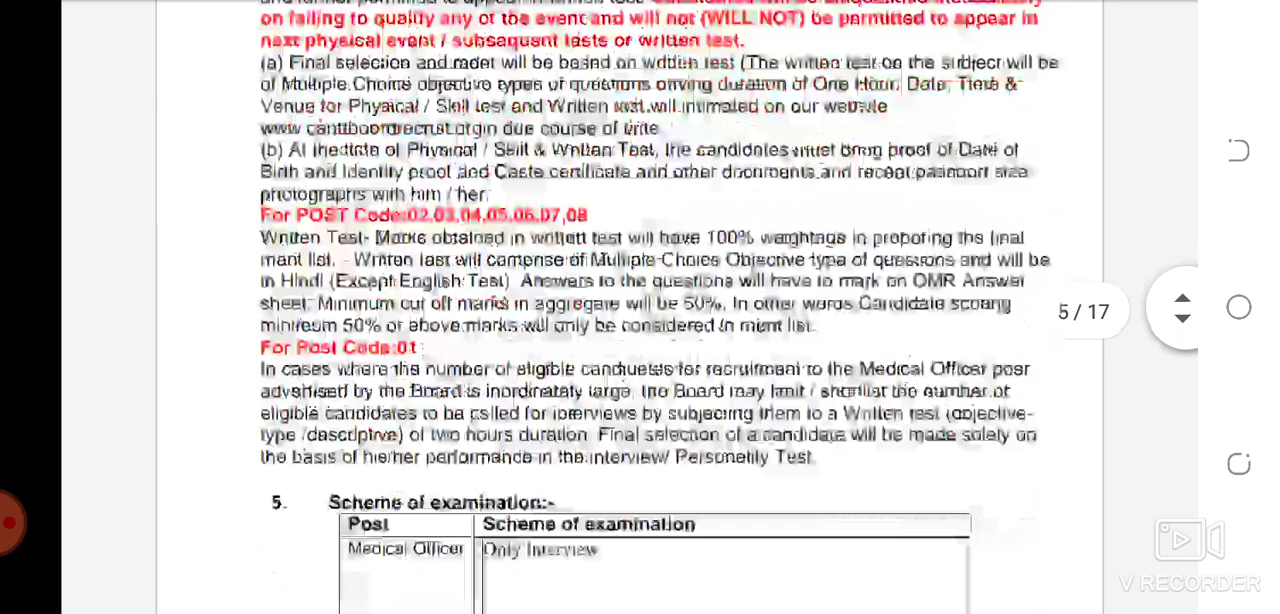 on failing to qualify any of the event and will not (WILL NOT) be permitted to appear in
next physical event / subsequent tests or written test.
(a) Final selection and will be based on written test (The written test on the subject will be
of Multiple Choice objective types of questions having duration of One Hour. Date, Time &
Venue for Physical / Skill test and Written test will intimated on our website
www in due course of
(b) At the of Physical / Skill & Written Test, the candidates must bring proof of Date of
Birth and Identity proof and Caste certificate and other documents and recent passport size
photographs with him / her.
For POST Code:02,03,04,05,06,07,08
Written Test- Marks obtained in written test will have 100% weightage in preparing the final
merit list. - Written test will comprise of Multiple-Choice Objective type of questions and will be
in Hindi (Except English Test). Answers to the questions will have to mark on OMR Answer
sheet. Minimum cut off marks in aggregate will be 50%. In other words Candidate scoring
minimum 50% or above marks will only be considered in merit list.
For Post Code:01
In cases where the number of eligible candidates for recruitment to the Medical Officer post
advertised by the Board is inordinately large, the Board may limit / shortlist the number of
eligible candidates to be called for interviews by subjecting them to a Written test (objective-
type /descriptive) of two hours duration. Final selection of a candidate will be made solely on
the basis of his/her performance in the interview/ Personality Test.
5. Scheme of examination:-
Post Scheme of examination
Medical Officer Only Interview
5 / 17
V RECORDER